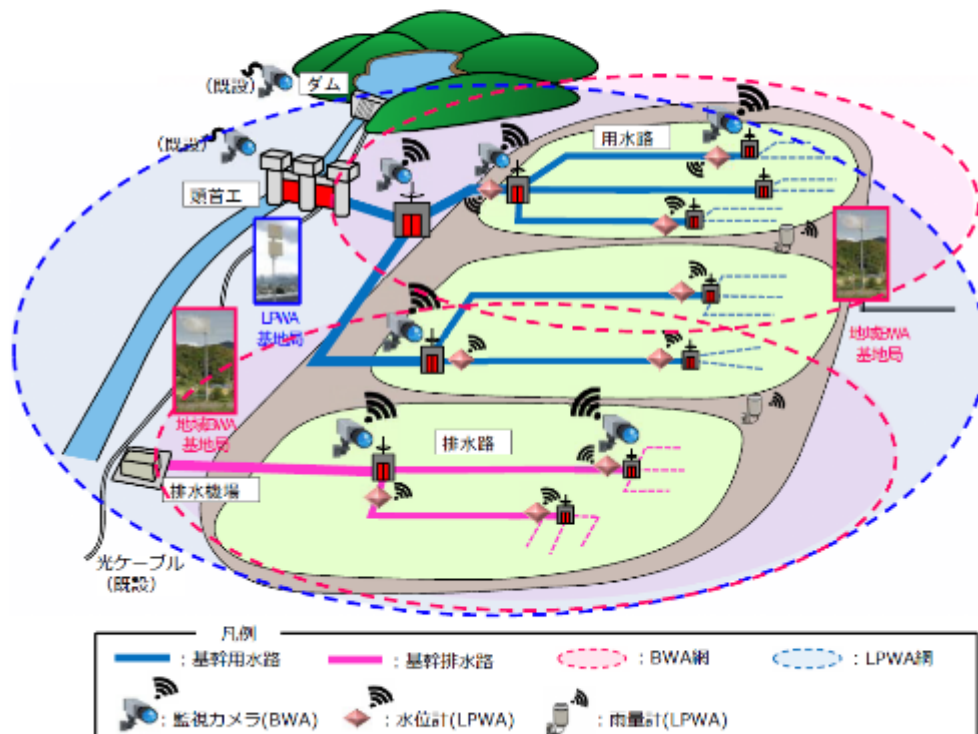 (既設)
ダム
(既設)
頭首工
用水路
LPWA
基地局
地域BWA
基地局
地域BWA
基地局
排水路
排水機場
光ケーブル
(既設)
凡例
：基幹用水路
：基幹排水路
：BWA網
：LPWA網
：監視カメラ(BWA)
：水位計(LPWA)
：雨量計(LPWA)